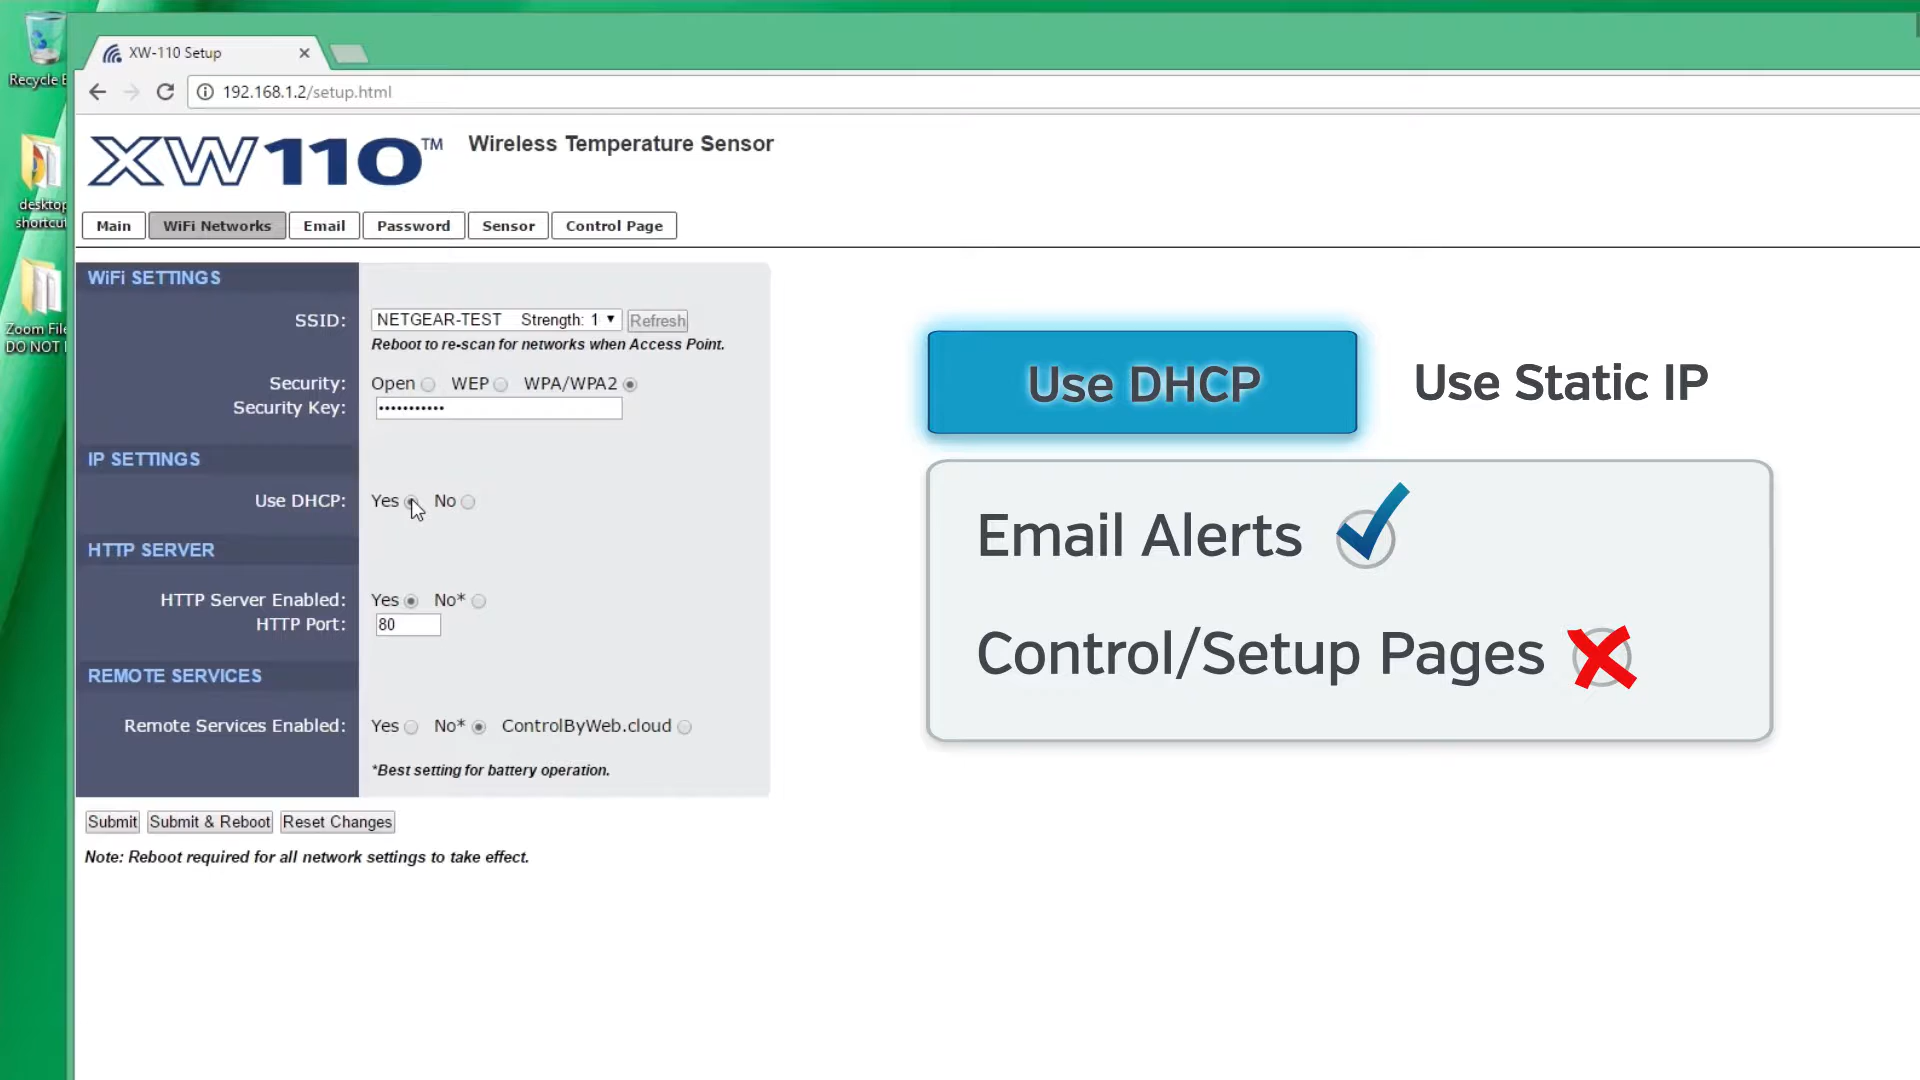 Recycle B
desktop
shortcut
Zoom File
DO NOT
XW-110 Setup
192.168.1.2/setup.html
XW110™ Wireless Temperature Sensor
Main WiFi Networks Email Password Sensor Control Page
WiFi SETTINGS
SSID: NETGEAR-TEST Strength: 1 Refresh
Reboot to re-scan for networks when Access Point.
Security: Open WEP WPA/WPA2
Security Key: •••••••••••
IP SETTINGS
Use DHCP: Yes No
HTTP SERVER
HTTP Server Enabled: Yes No*
HTTP Port: 80
REMOTE SERVICES
Remote Services Enabled: Yes No* ControlByWeb.cloud
*Best setting for battery operation.
Submit Submit & Reboot Reset Changes
Note: Reboot required for all network settings to take effect.
Use DHCP Use Static IP
Email Alerts
Control/Setup Pages